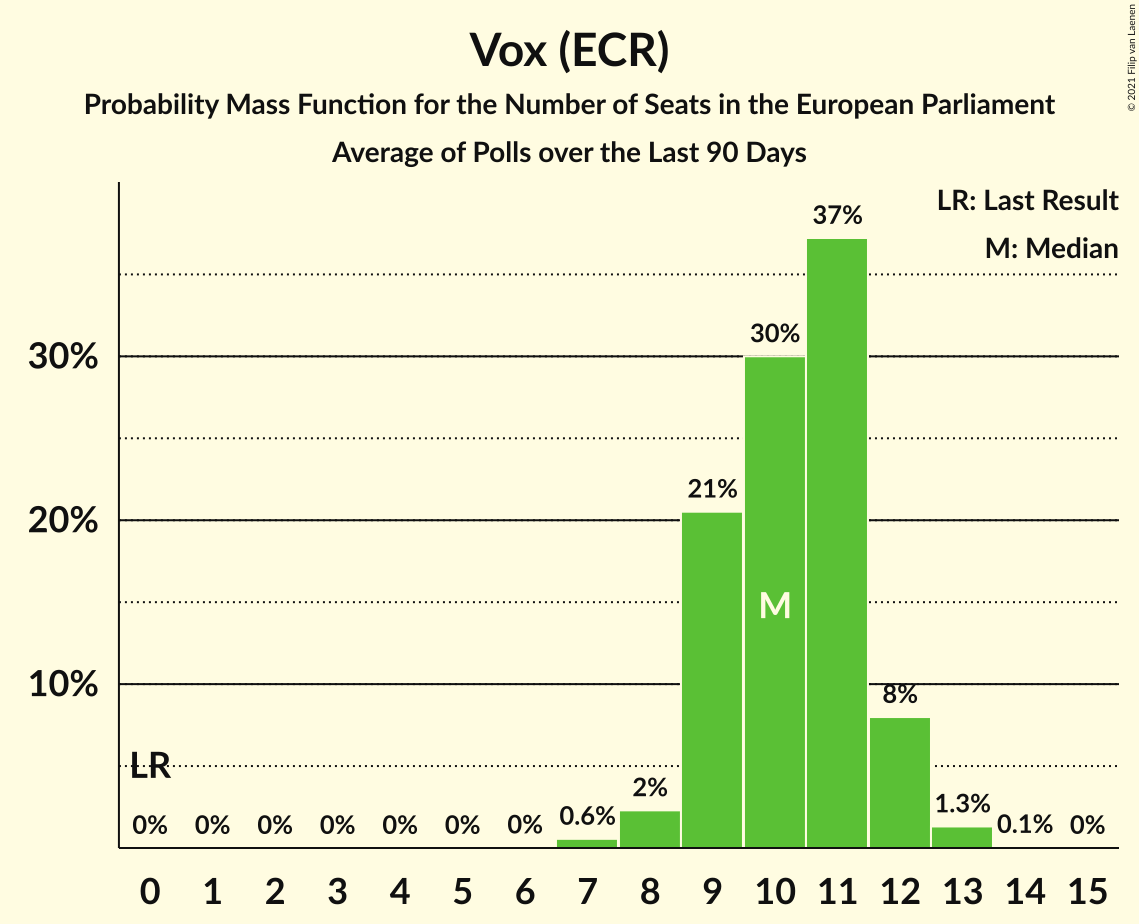 Vox (ECR)
Probability Mass Function for the Number of Seats in the European Parliament
Average of Polls over the Last 90 Days
© 2021 Filip van Laenen
LR: Last Result
M: Median
37%
30%
30%
21%
20%
M
10%
8%
LR
2%
0% 0% 0% 0% 0% 0% 0% 0.6% 1.3% 0.1% 0%
0 1 2 3 4 5 6 7 8 9 10 11 12 13 14 15